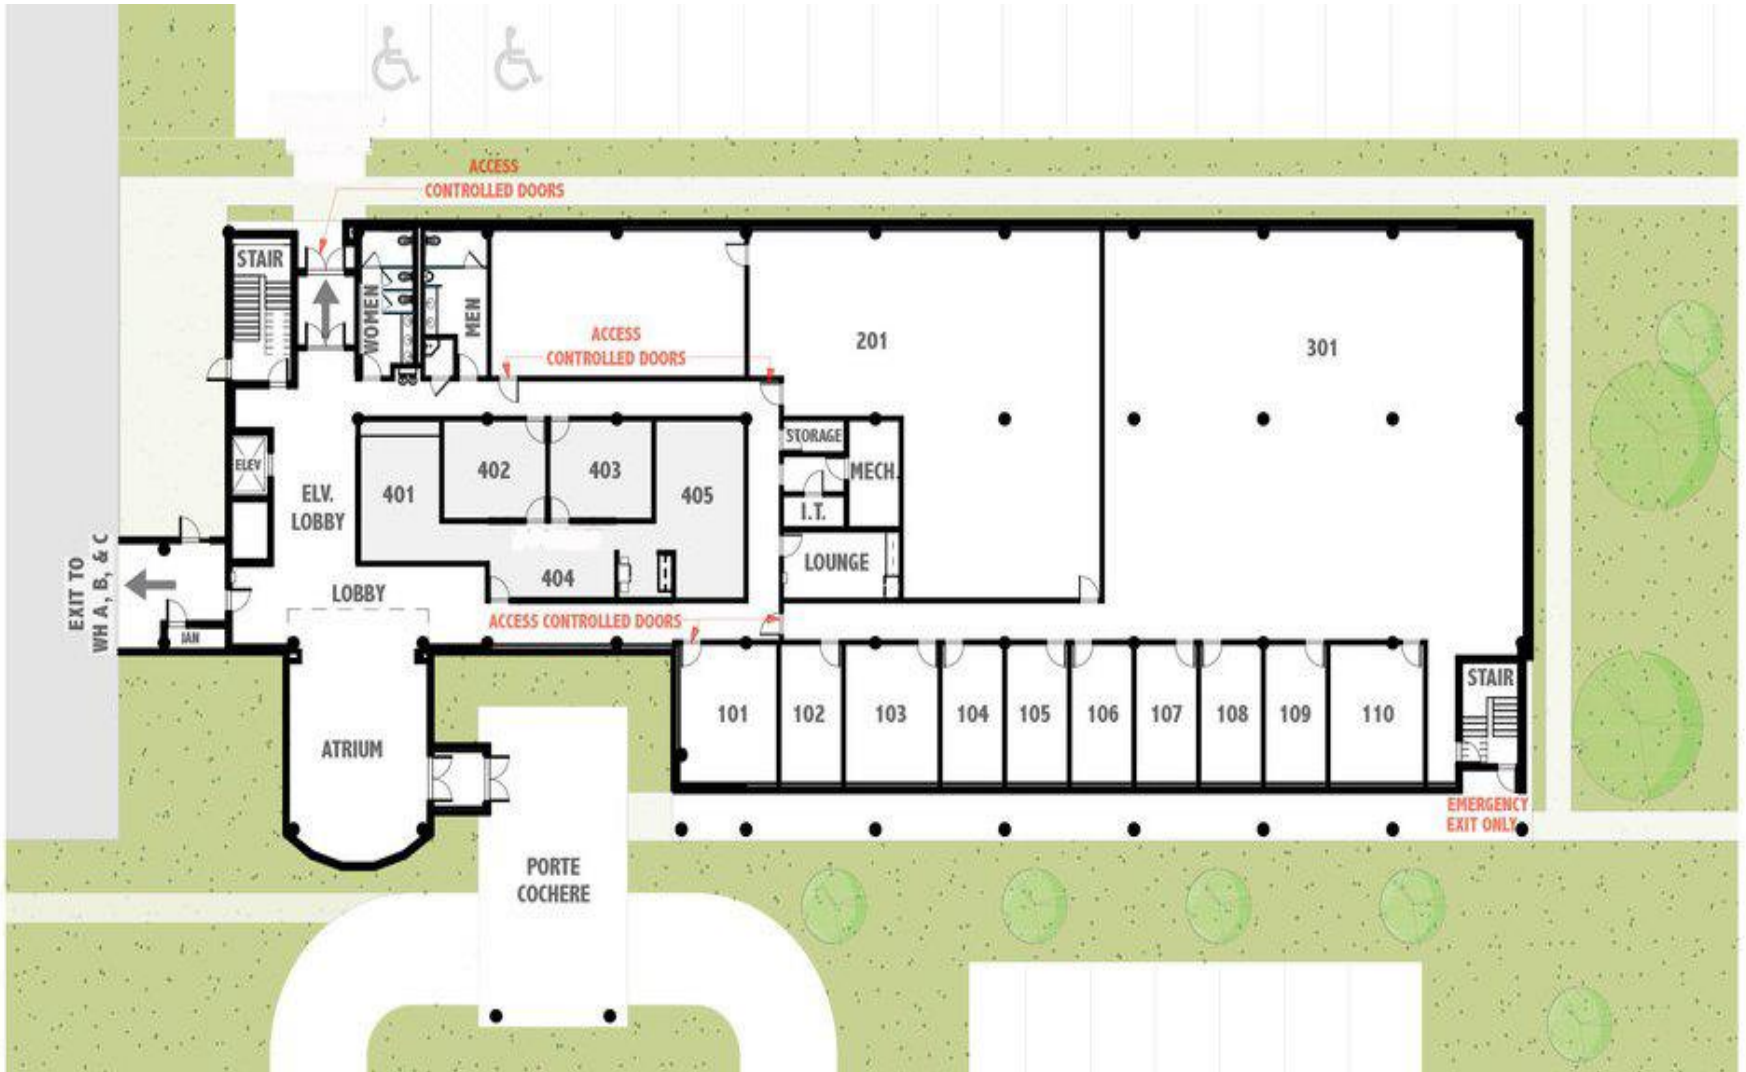 ACCESS
CONTROLLED DOORS
STAIR
WOMEN
MEN
ACCESS
CONTROLLED DOORS
201
301
STORAGE
MECH.
ELEV
402
403
401
405
ELV.
LOBBY
I.T.
LOUNGE
404
LOBBY
EXIT TO
WH A, B, & C
JAN
ACCESS CONTROLLED DOORS
STAIR
101
102
103
104
105
106
107
108
109
110
ATRIUM
EMERGENCY
EXIT ONLY
PORTE
COCHERE